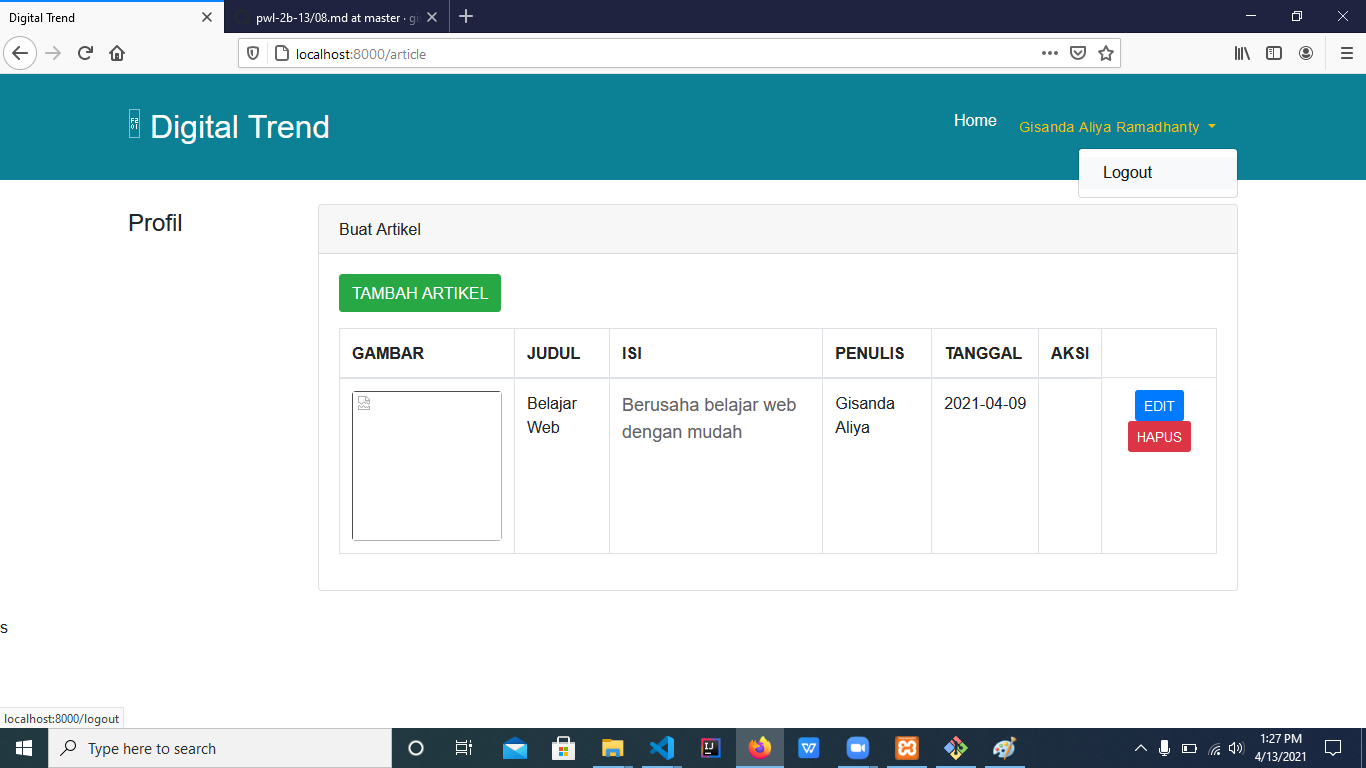 Digital Trend
pwl-2b-13/08.md at master · gi
localhost:8000/article
Digital Trend
Home
Gisanda Aliya Ramadhanty
Logout
Profil
Buat Artikel
TAMBAH ARTIKEL
GAMBAR JUDUL ISI PENULIS TANGGAL AKSI
Belajar Berusaha belajar web Gisanda 2021-04-09 EDIT
Web dengan mudah Aliya HAPUS
s
localhost:8000/logout
Type here to search
1:27 PM
4/13/2021